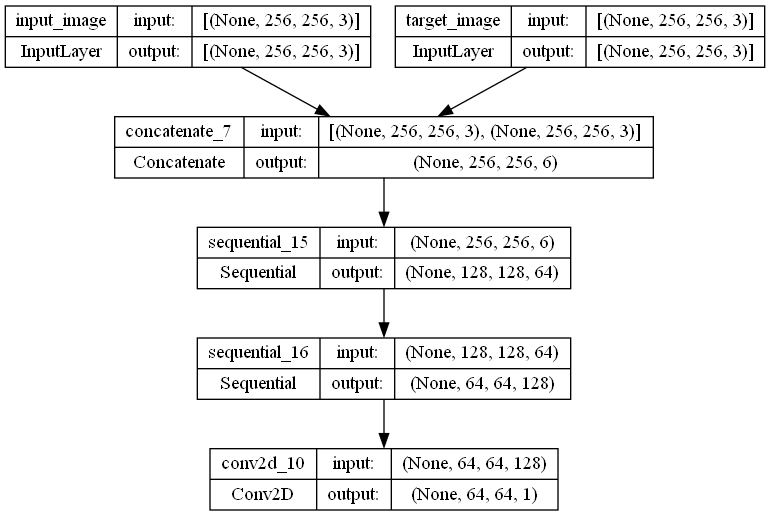 input_image input: [(None, 256, 256, 3)]
InputLayer output: [(None, 256, 256, 3)]
target_image input: [(None, 256, 256, 3)]
InputLayer output: [(None, 256, 256, 3)]
concatenate_7 input: [(None, 256, 256, 3), (None, 256, 256, 3)]
Concatenate output: (None, 256, 256, 6)
sequential_15 input: (None, 256, 256, 6)
Sequential output: (None, 128, 128, 64)
sequential_16 input: (None, 128, 128, 64)
Sequential output: (None, 64, 64, 128)
conv2d_10 input: (None, 64, 64, 128)
Conv2D output: (None, 64, 64, 1)